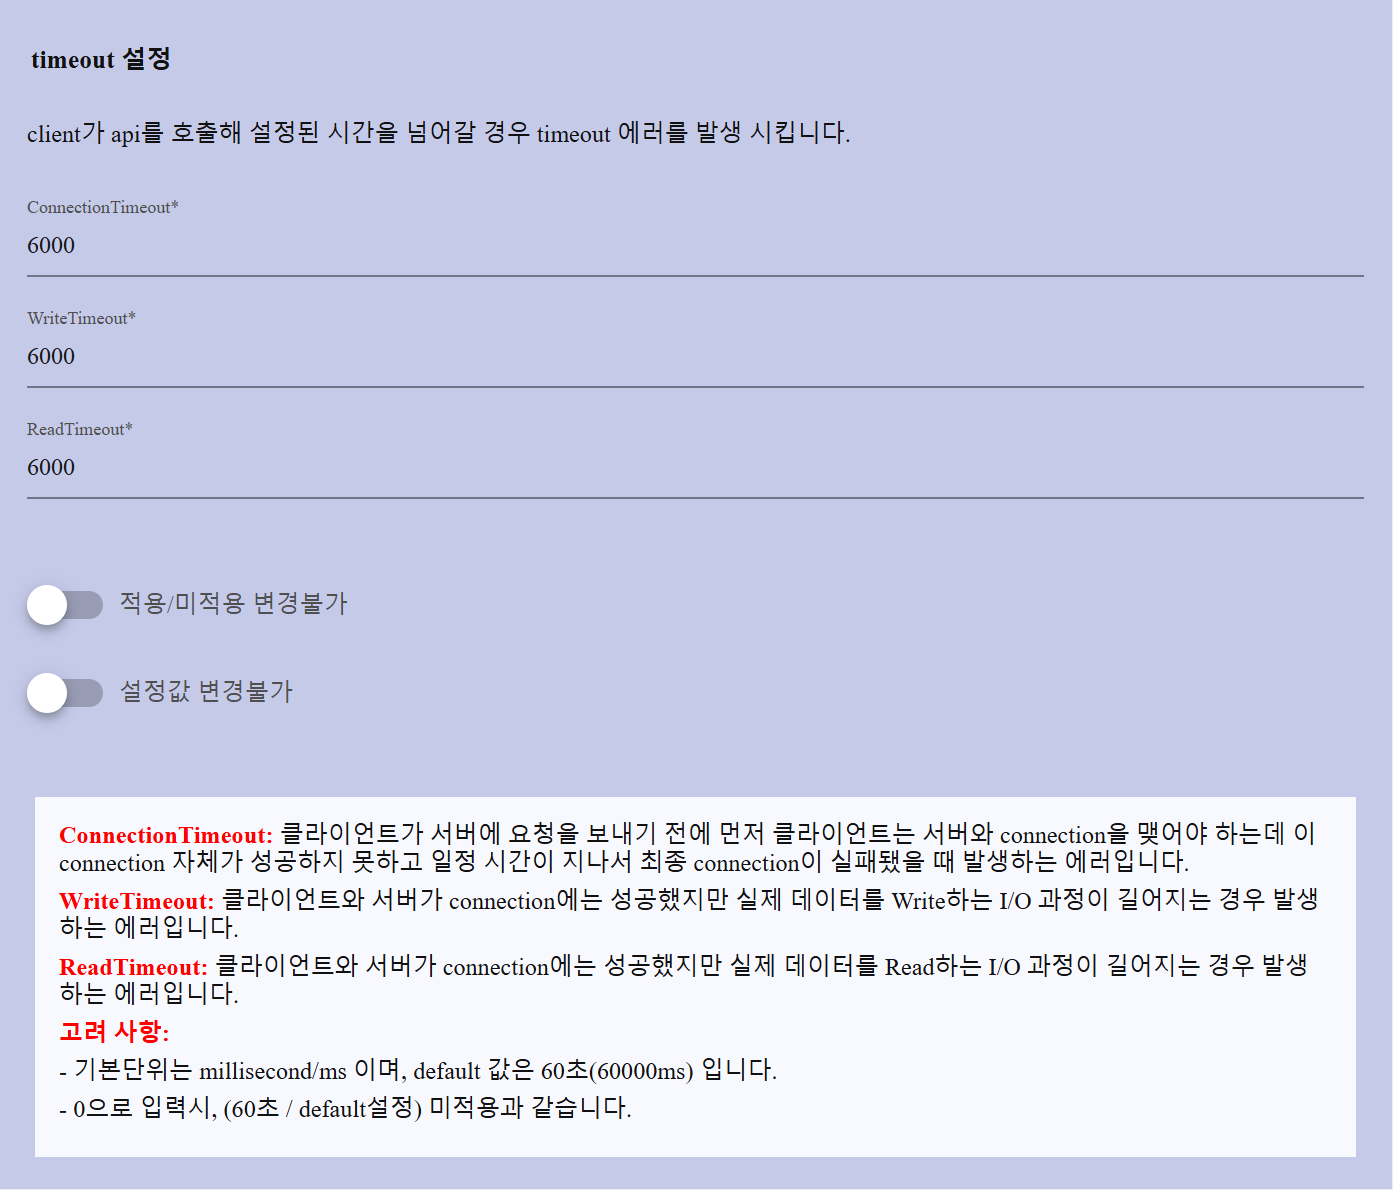 timeout 설정
client가 api를 호출해 설정된 시간을 넘어갈 경우 timeout 에러를 발생 시킵니다.
ConnectionTimeout*
6000
WriteTimeout*
6000
ReadTimeout*
6000
적용/미적용 변경불가
설정값 변경불가
ConnectionTimeout: 클라이언트가 서버에 요청을 보내기 전에 먼저 클라이언트는 서버와 connection을 맺어야 하는데 이
connection 자체가 성공하지 못하고 일정 시간이 지나서 최종 connection이 실패됐을 때 발생하는 에러입니다.
WriteTimeout: 클라이언트와 서버가 connection에는 성공했지만 실제 데이터를 Write하는 I/O 과정이 길어지는 경우 발생
하는 에러입니다.
ReadTimeout: 클라이언트와 서버가 connection에는 성공했지만 실제 데이터를 Read하는 I/O 과정이 길어지는 경우 발생
하는 에러입니다.
고려 사항:
- 기본단위는 millisecond/ms 이며, default 값은 60초(60000ms) 입니다.
- 0으로 입력시, (60초 / default설정) 미적용과 같습니다.